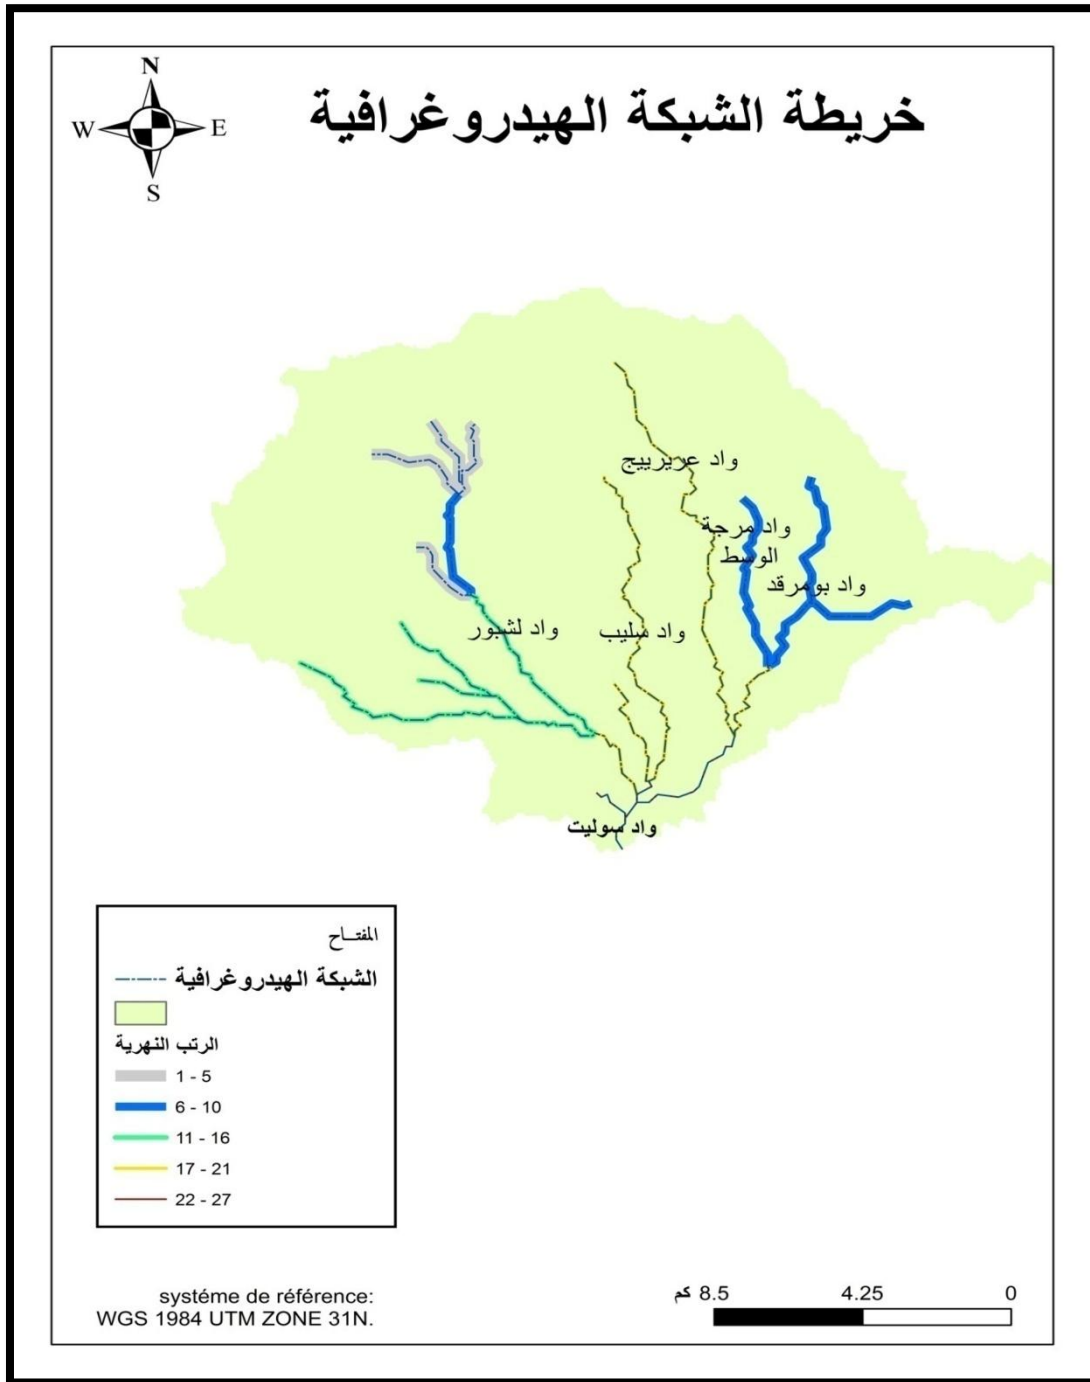 N
W E
S
خريطة الشبكة الهيدروغرافية
واد عريرييج
واد مرجة
الوسط
واد بومرقد
واد لشبور
واد سليب
واد سوليت
المفتــاح
الشبكة الهيدروغرافية
الرتب النهرية
1 - 5
6 - 10
11 - 16
17 - 21
22 - 27
systéme de référence:
WGS 1984 UTM ZONE 31N.
كم 8.5 4.25 0